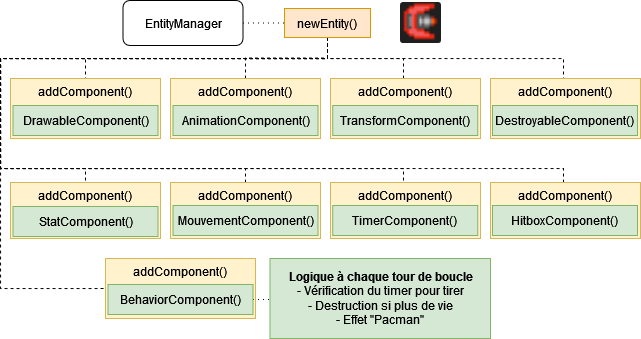 EntityManager
newEntity()
addComponent()
DrawableComponent()
addComponent()
AnimationComponent()
addComponent()
TransformComponent()
addComponent()
DestroyableComponent()
addComponent()
StatComponent()
addComponent()
MouvementComponent()
addComponent()
TimerComponent()
addComponent()
HitboxComponent()
addComponent()
BehaviorComponent()
Logique à chaque tour de boucle
- Vérification du timer pour tirer
- Destruction si plus de vie
- Effet "Pacman"